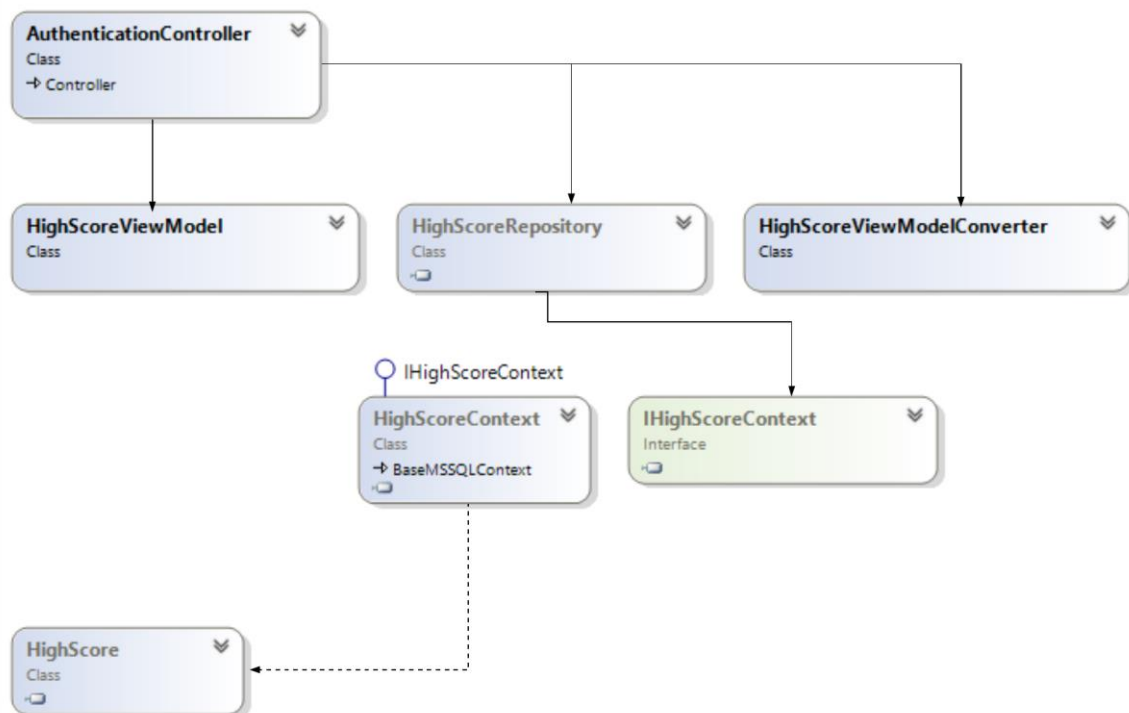 AuthenticationController
Class
Controller
HighScoreViewModel
Class
HighScoreRepository
Class
HighScoreViewModelConverter
Class
IHighScoreContext
HighScoreContext
Class
BaseMSSQLContext
IHighScoreContext
Interface
HighScore
Class